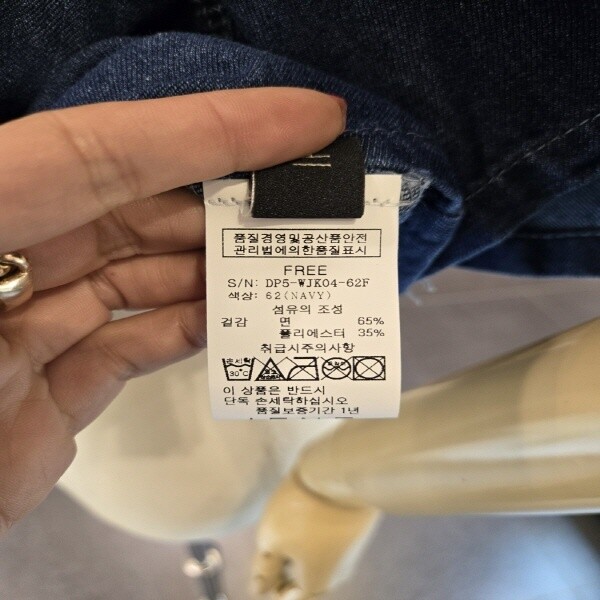 품질경영및공산품안전
관리법에의한품질표시
FREE
S/N: DP5-WJK04-62F
색상: 62(NAVY)
섬유의 조성
겉감 면 65%
폴리에스터 35%
취급시주의사항
30°C
이 상품은 반드시
단독 손세탁하십시오
품질보증기간 1년